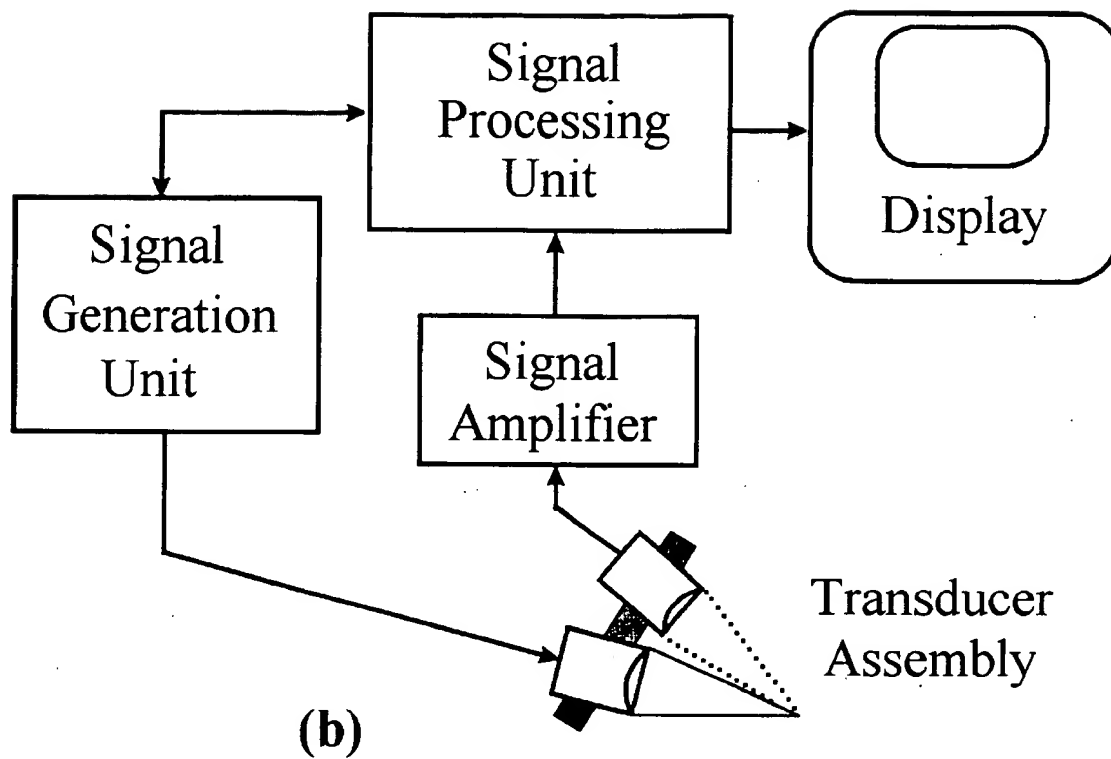 Signal
Processing
Unit
Display
Signal
Generation
Unit
Signal
Amplifier
Transducer
Assembly
(b)